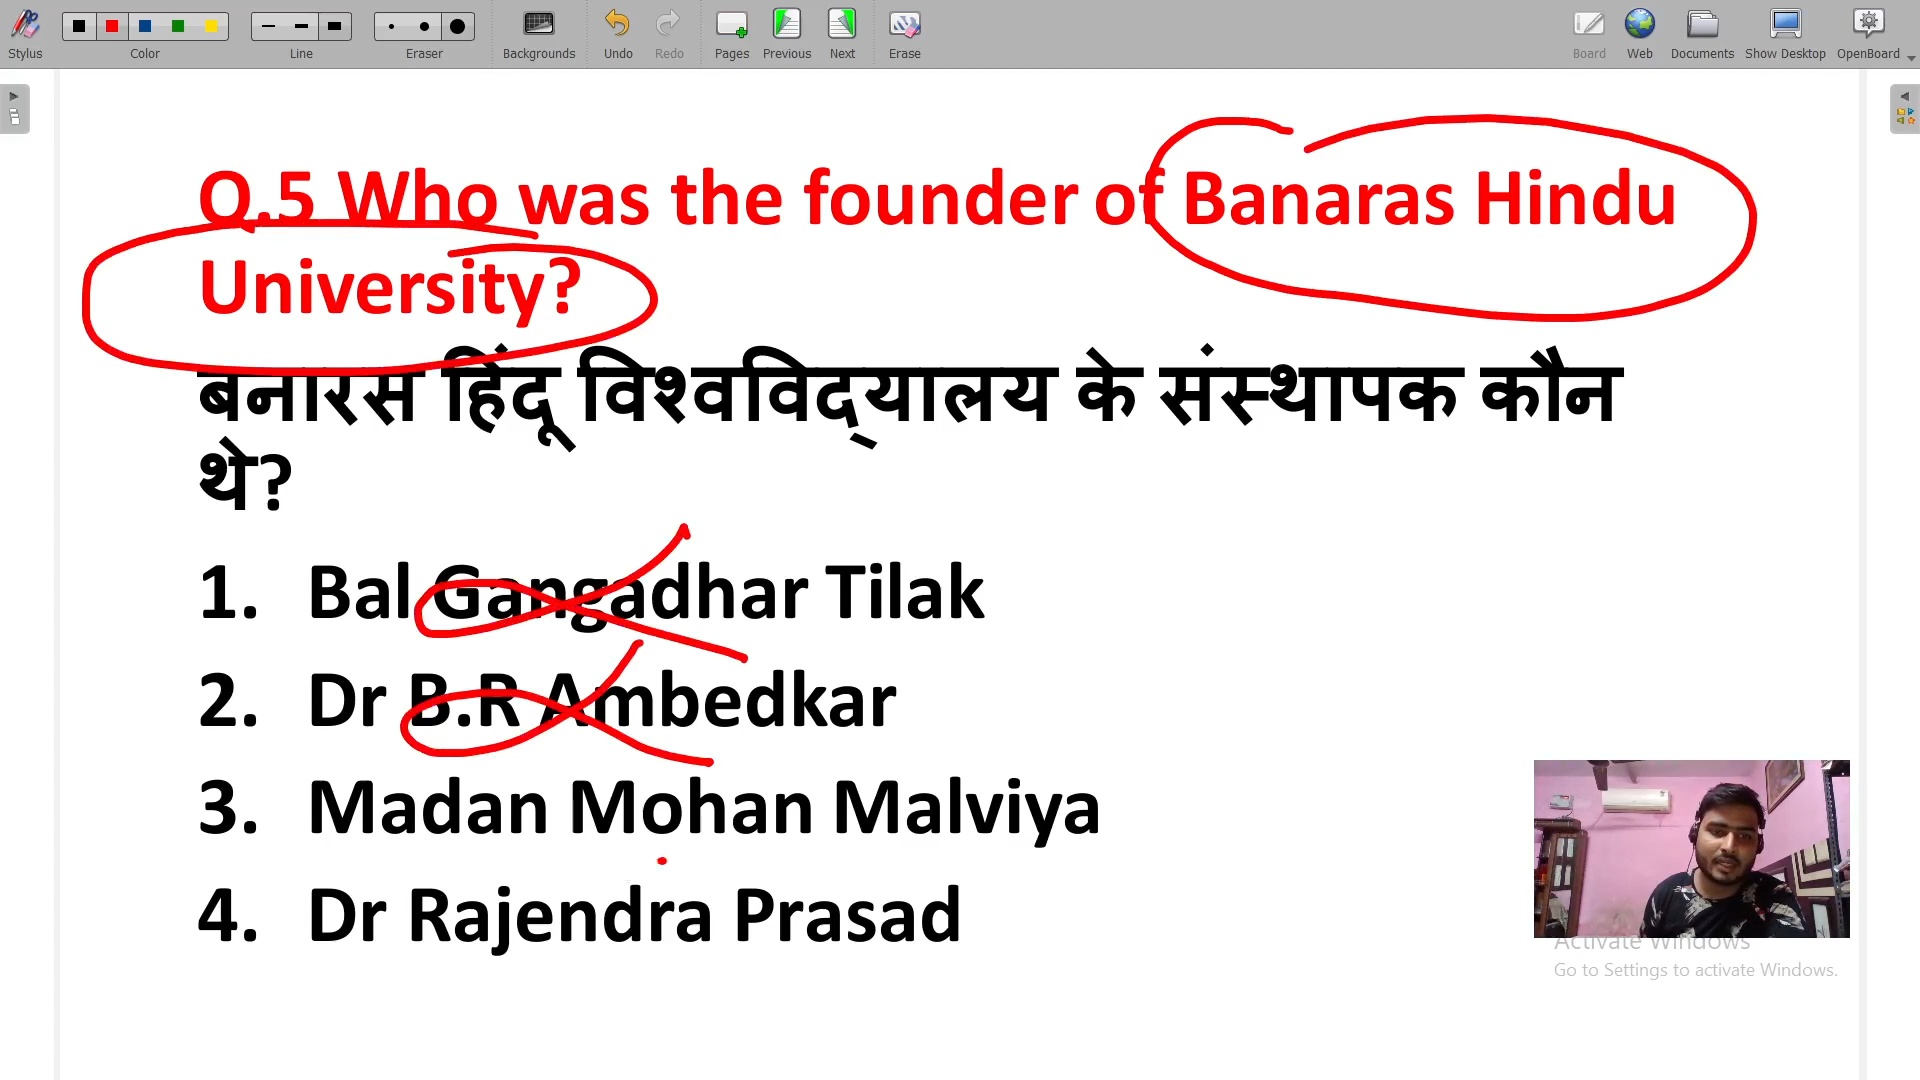 Stylus Color Line Eraser Backgrounds Undo Redo Pages Previous Next Erase Board Web Documents Show Desktop OpenBoard
Q.5 Who was the founder of Banaras Hindu
University?
बनारस हिंदू विश्वविद्यालय के संस्थापक कौन
थे?
1. Bal Gangadhar Tilak
2. Dr B.R Ambedkar
3. Madan Mohan Malviya
4. Dr Rajendra Prasad
Activate Windows
Go to Settings to activate Windows.